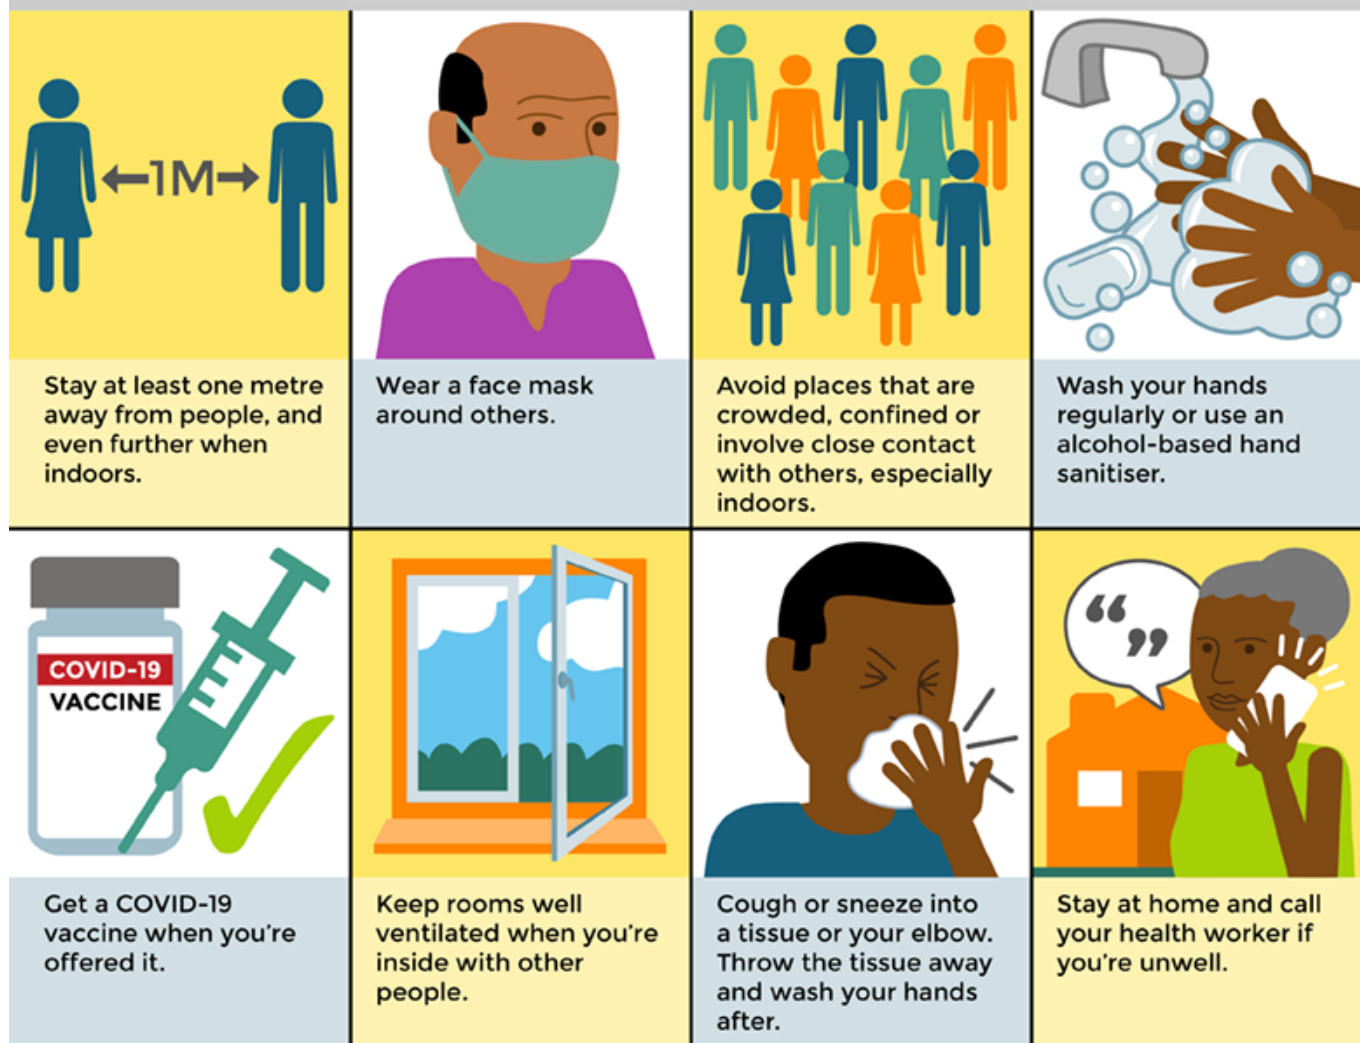 1M
Stay at least one metre
away from people, and
even further when
indoors.
Wear a face mask
around others.
Avoid places that are
crowded, confined or
involve close contact
with others, especially
indoors.
Wash your hands
regularly or use an
alcohol-based hand
sanitiser.
COVID-19
VACCINE
Get a COVID-19
vaccine when you're
offered it.
Keep rooms well
ventilated when you're
inside with other
people.
Cough or sneeze into
a tissue or your elbow.
Throw the tissue away
and wash your hands
after.
“ ”
Stay at home and call
your health worker if
you're unwell.